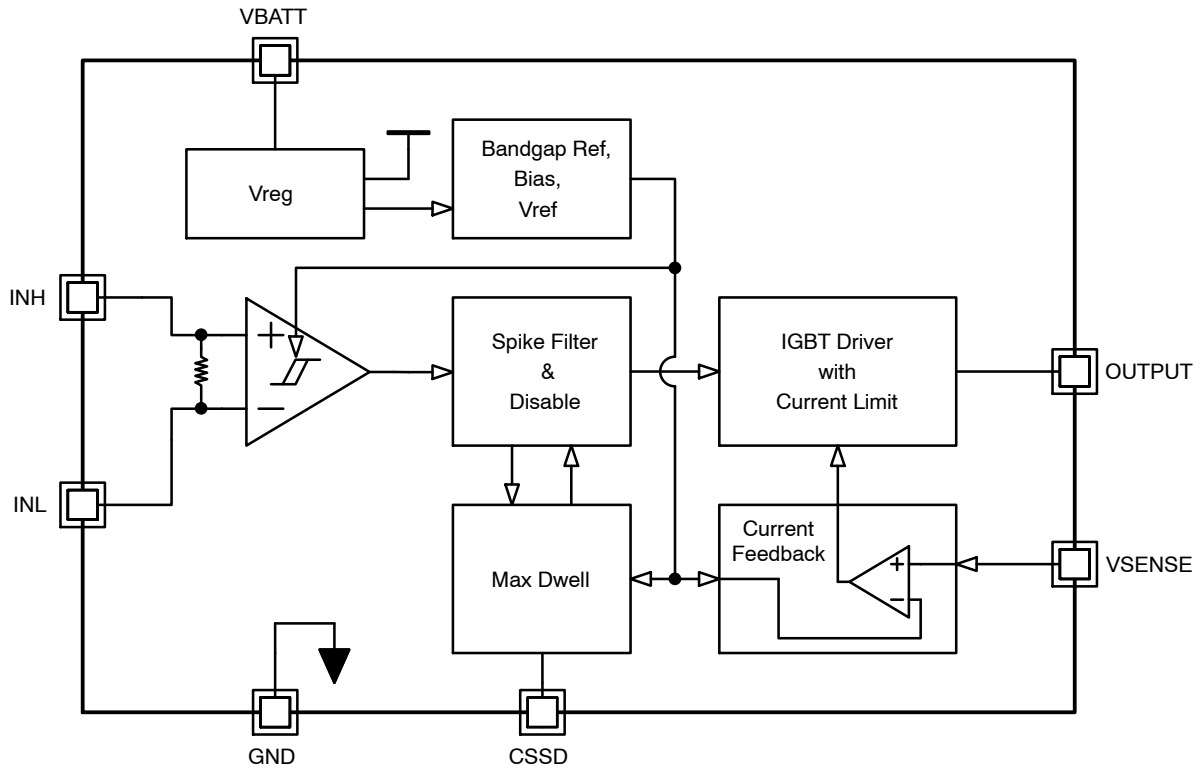 VBATT
Vreg
Bandgap Ref,
Bias,
Vref
INH
+
−
Spike Filter
&
Disable
IGBT Driver
with
Current Limit
OUTPUT
INL
Max Dwell
Current
Feedback
+
−
VSENSE
GND
CSSD